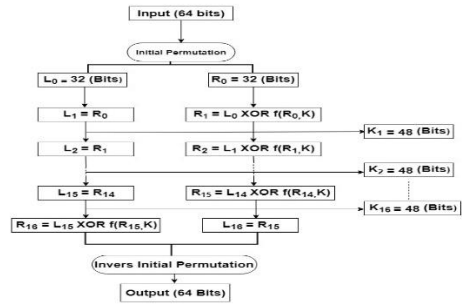 Input (64 bits)
Initial Permutation
L₀ = 32 (Bits)
R₀ = 32 (Bits)
L₁ = R₀
R₁ = L₀ XOR f(R₀,K)
K₁ = 48 (Bits)
L₂ = R₁
R₂ = L₁ XOR f(R₁,K)
K₂ = 48 (Bits)
L₁₅ = R₁₄
R₁₅ = L₁₄ XOR f(R₁₄,K)
K₁₆ = 48 (Bits)
R₁₆ = L₁₅ XOR f(R₁₅,K)
L₁₆ = R₁₅
Invers Initial Permutation
Output (64 Bits)